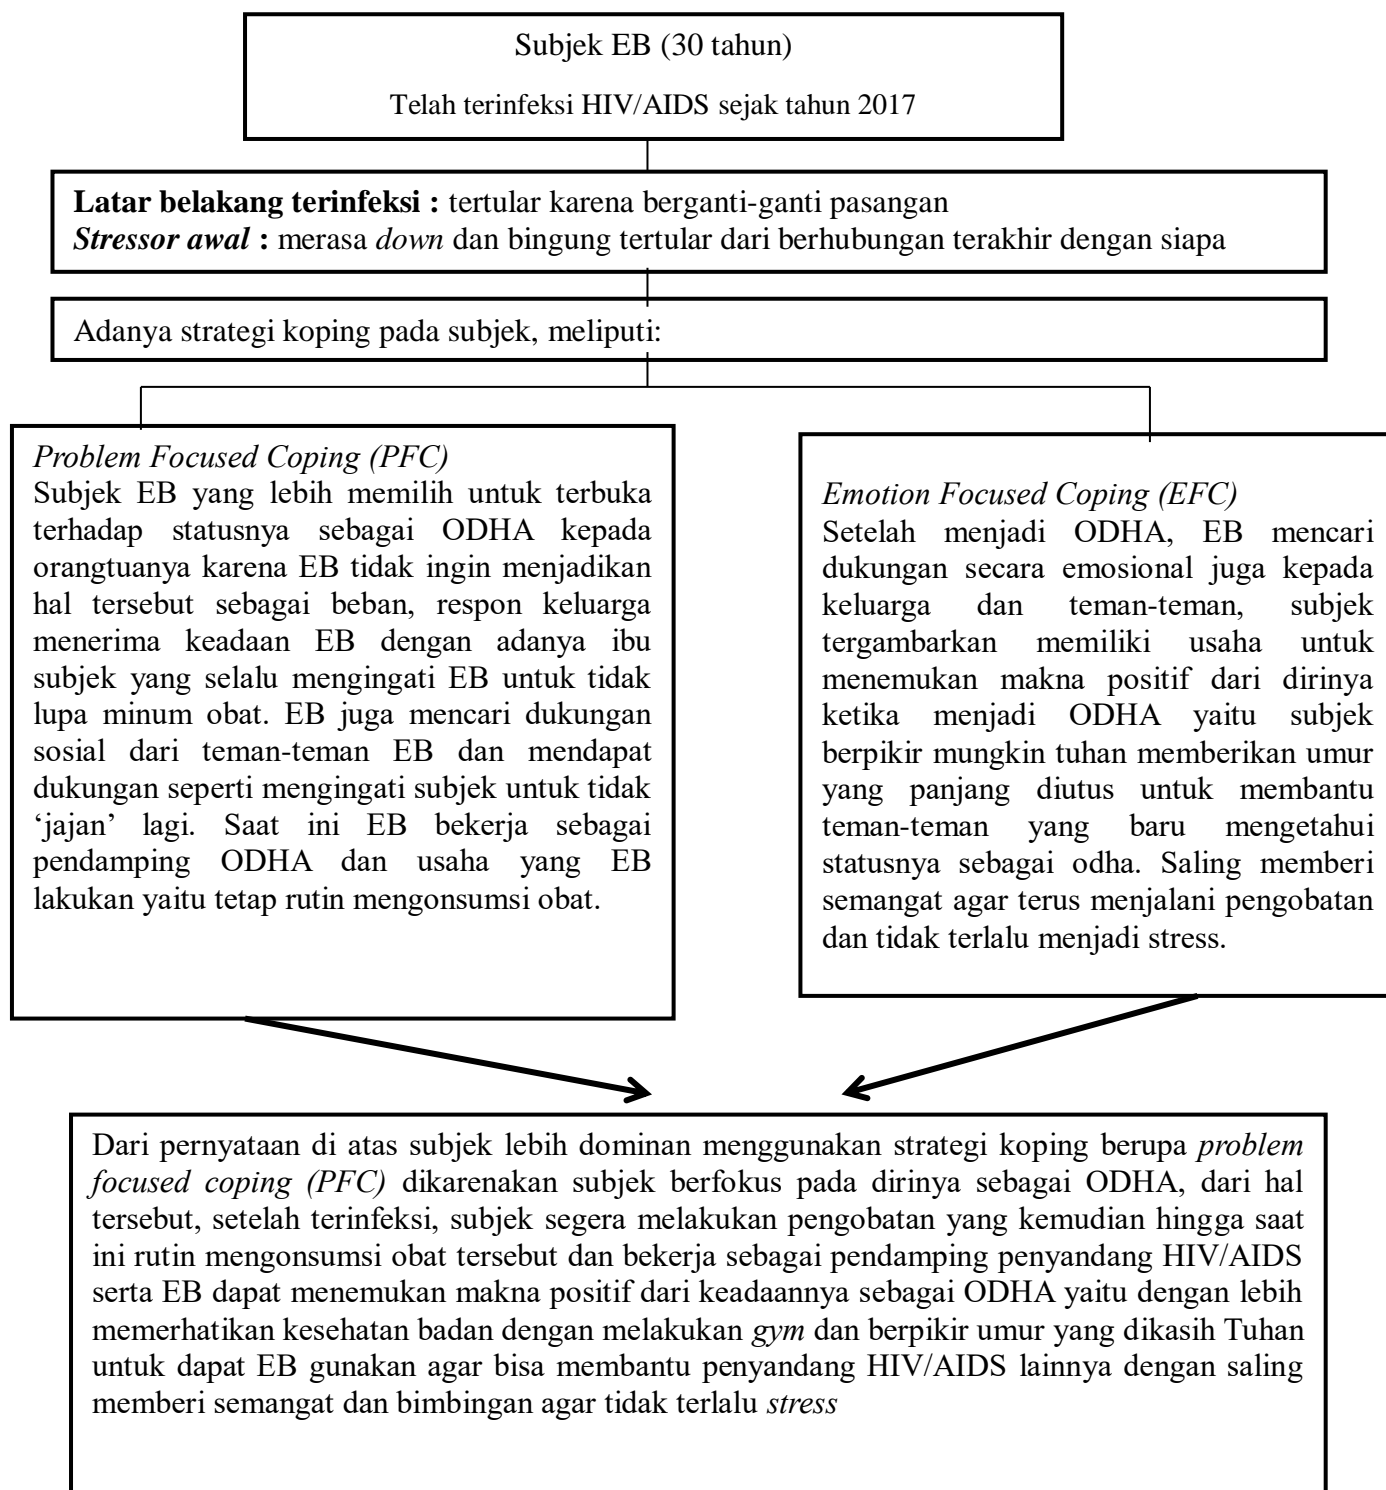 Subjek EB (30 tahun)
Telah terinfeksi HIV/AIDS sejak tahun 2017
Latar belakang terinfeksi : tertular karena berganti-ganti pasangan
Stressor awal : merasa down dan bingung tertular dari berhubungan terakhir dengan siapa
Adanya strategi koping pada subjek, meliputi:
Problem Focused Coping (PFC)
Subjek EB yang lebih memilih untuk terbuka
terhadap statusnya sebagai ODHA kepada
orangtuanya karena EB tidak ingin menjadikan
hal tersebut sebagai beban, respon keluarga
menerima keadaan EB dengan adanya ibu
subjek yang selalu mengingati EB untuk tidak
lupa minum obat. EB juga mencari dukungan
sosial dari teman-teman EB dan mendapat
dukungan seperti mengingati subjek untuk tidak
‘jajan’ lagi. Saat ini EB bekerja sebagai
pendamping ODHA dan usaha yang EB
lakukan yaitu tetap rutin mengonsumsi obat.
Emotion Focused Coping (EFC)
Setelah menjadi ODHA, EB mencari
dukungan secara emosional juga kepada
keluarga dan teman-teman, subjek
tergambarkan memiliki usaha untuk
menemukan makna positif dari dirinya
ketika menjadi ODHA yaitu subjek
berpikir mungkin tuhan memberikan umur
yang panjang diutus untuk membantu
teman-teman yang baru mengetahui
statusnya sebagai odha. Saling memberi
semangat agar terus menjalani pengobatan
dan tidak terlalu menjadi stress.
Dari pernyataan di atas subjek lebih dominan menggunakan strategi koping berupa problem
focused coping (PFC) dikarenakan subjek berfokus pada dirinya sebagai ODHA, dari hal
tersebut, setelah terinfeksi, subjek segera melakukan pengobatan yang kemudian hingga saat
ini rutin mengonsumsi obat tersebut dan bekerja sebagai pendamping penyandang HIV/AIDS
serta EB dapat menemukan makna positif dari keadaannya sebagai ODHA yaitu dengan lebih
memerhatikan kesehatan badan dengan melakukan gym dan berpikir umur yang dikasih Tuhan
untuk dapat EB gunakan agar bisa membantu penyandang HIV/AIDS lainnya dengan saling
memberi semangat dan bimbingan agar tidak terlalu stress